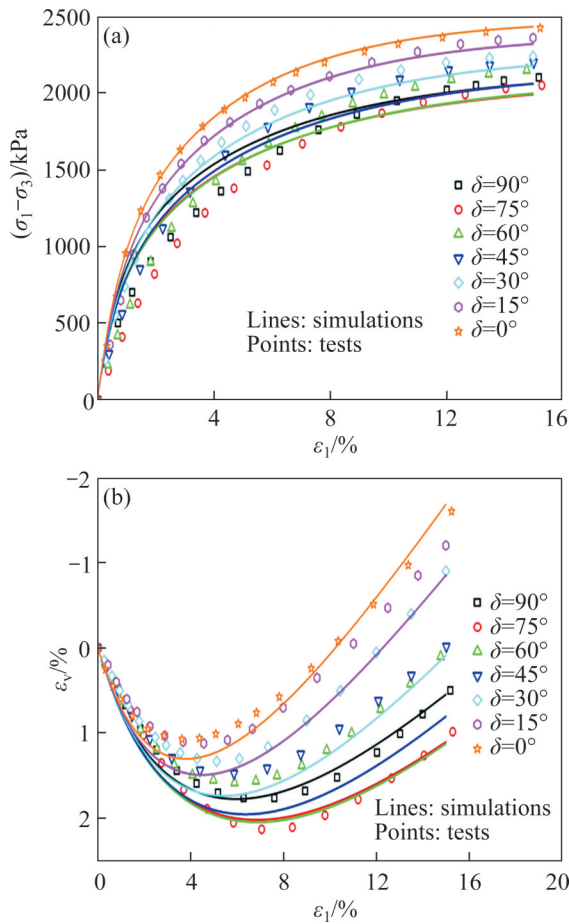 (a)
2500
2000
1500
1000
500
0
(σ₁−σ₃)/kPa
δ=90°
δ=75°
δ=60°
δ=45°
δ=30°
δ=15°
δ=0°
Lines: simulations
Points: tests
4
8
12
16
ε₁/%
(b)
−2
−1
0
1
2
εᵥ/%
δ=90°
δ=75°
δ=60°
δ=45°
δ=30°
δ=15°
δ=0°
Lines: simulations
Points: tests
0
4
8
12
16
20
ε₁/%